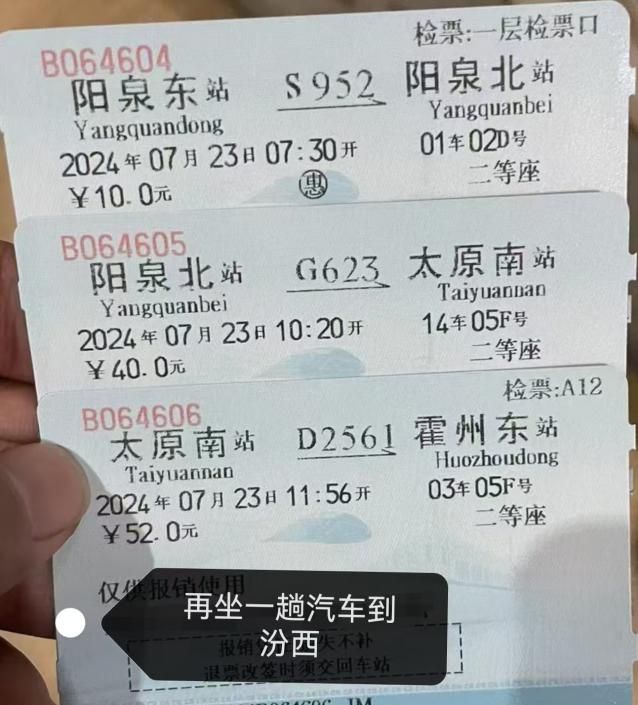 检票:一层检票口
B064604
阳泉东站 S952 阳泉北站
Yangquandong Yangquanbei
2024年07月23日07:30开 01车02D号
¥10.0元 惠 二等座
B064605
阳泉北站 G623 太原南站
Yangquanbei Taiyuannan
2024年07月23日10:20开 14车05F号
¥40.0元 二等座
检票:A12
B064606
太原南站 D2561 霍州东站
Taiyuannan Huozhoudong
2024年07月23日11:56开 03车05F号
¥52.0元 二等座
仅供报销使用
再坐一趟汽车到
汾西
报销 失不补
退票改签时须交回车站